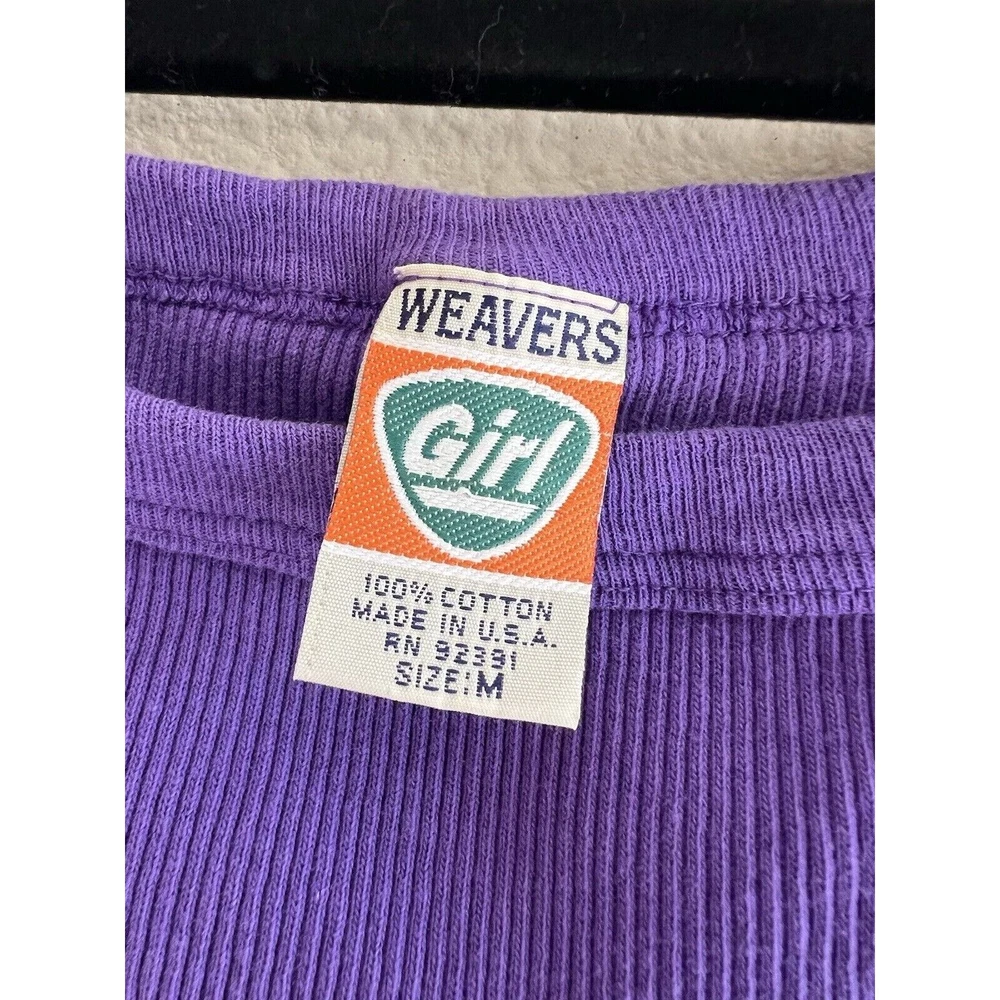 WEAVERS
Girl
100% COTTON
MADE IN U.S.A.
RN 92391
SIZE: M